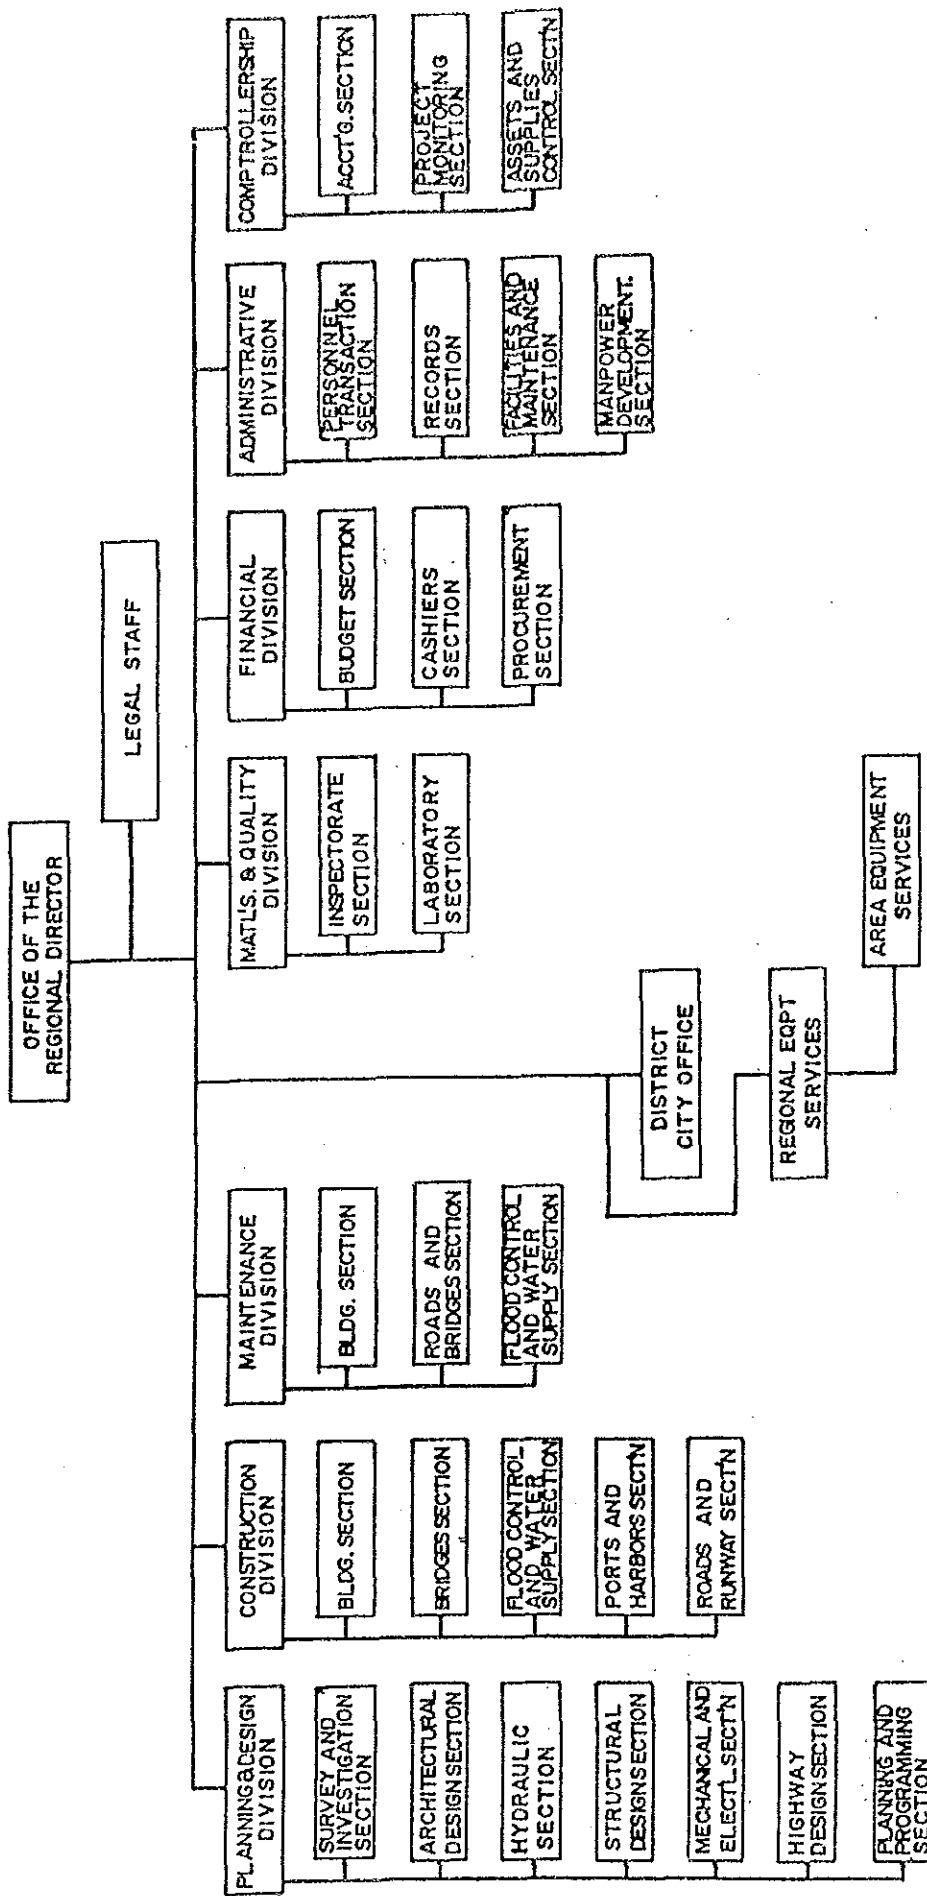 OFFICE OF THE
REGIONAL DIRECTOR
LEGAL STAFF
PLANNING & DESIGN
DIVISION
SURVEY AND
INVESTIGATION
SECTION
ARCHITECTURAL
DESIGN SECTION
HYDRAULIC
SECTION
STRUCTURAL
DESIGN SECTION
MECHANICAL AND
ELECT'L. SECT'N
HIGHWAY
DESIGN SECTION
PLANNING AND
PROGRAMMING
SECTION
CONSTRUCTION
DIVISION
BLDG. SECTION
BRIDGES SECTION
FLOOD CONTROL
AND WATER
SUPPLY SECTION
PORTS AND
HARBORS SECT'N
ROADS AND
RUNWAY SECT'N
MAINTENANCE
DIVISION
BLDG. SECTION
ROADS AND
BRIDGES SECTION
FLOOD CONTROL
AND WATER
SUPPLY SECTION
DISTRICT
CITY OFFICE
REGIONAL EQPT
SERVICES
AREA EQUIPMENT
SERVICES
MATL'S. & QUALITY
DIVISION
INSPECTORATE
SECTION
LABORATORY
SECTION
FINANCIAL
DIVISION
BUDGET SECTION
CASHIERS
SECTION
PROCUREMENT
SECTION
ADMINISTRATIVE
DIVISION
PERSONNEL
TRANSACTION
SECTION
RECORDS
SECTION
FACILITIES AND
MAINTENANCE
SECTION
MANPOWER
DEVELOPMENT.
SECTION
COMPTROLLERSHIP
DIVISION
ACCT'G. SECTION
PROJECT
MONITORING
SECTION
ASSETS AND
SUPPLIES
CONTROL SECT'N